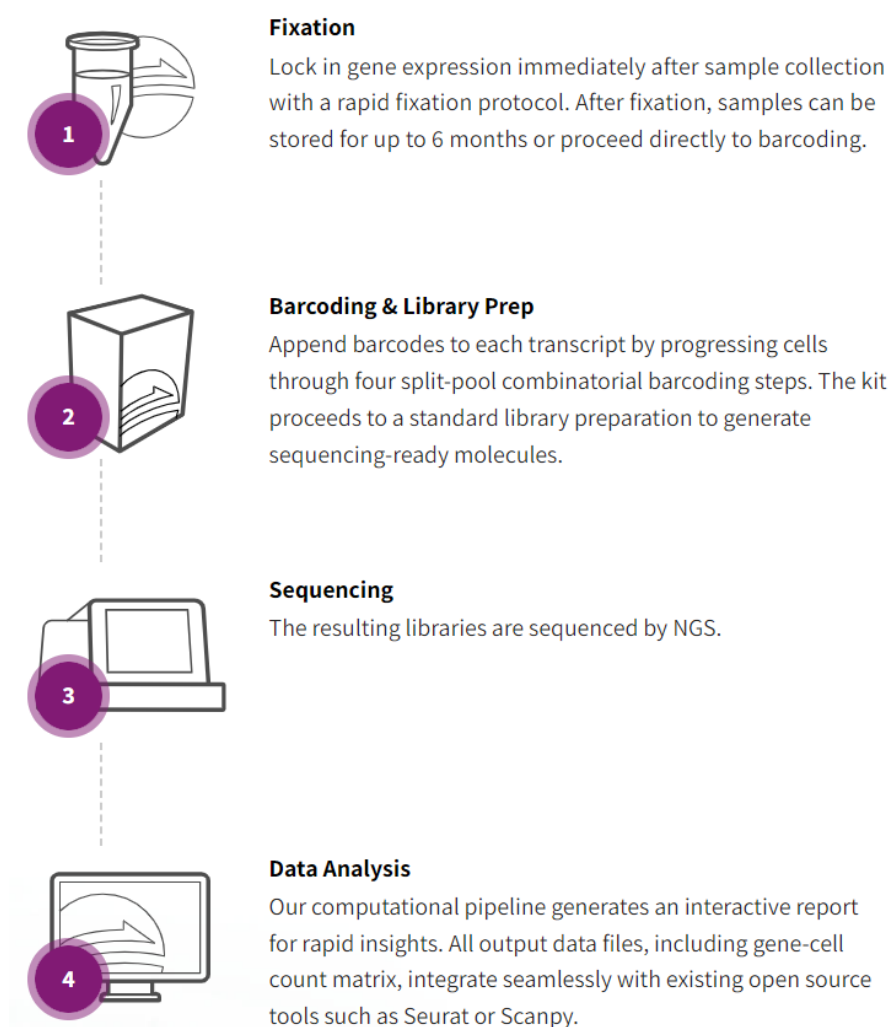 Fixation
Lock in gene expression immediately after sample collection
with a rapid fixation protocol. After fixation, samples can be
stored for up to 6 months or proceed directly to barcoding.
1
Barcoding & Library Prep
Append barcodes to each transcript by progressing cells
through four split-pool combinatorial barcoding steps. The kit
proceeds to a standard library preparation to generate
sequencing-ready molecules.
2
Sequencing
The resulting libraries are sequenced by NGS.
3
Data Analysis
Our computational pipeline generates an interactive report
for rapid insights. All output data files, including gene-cell
count matrix, integrate seamlessly with existing open source
tools such as Seurat or Scanpy.
4